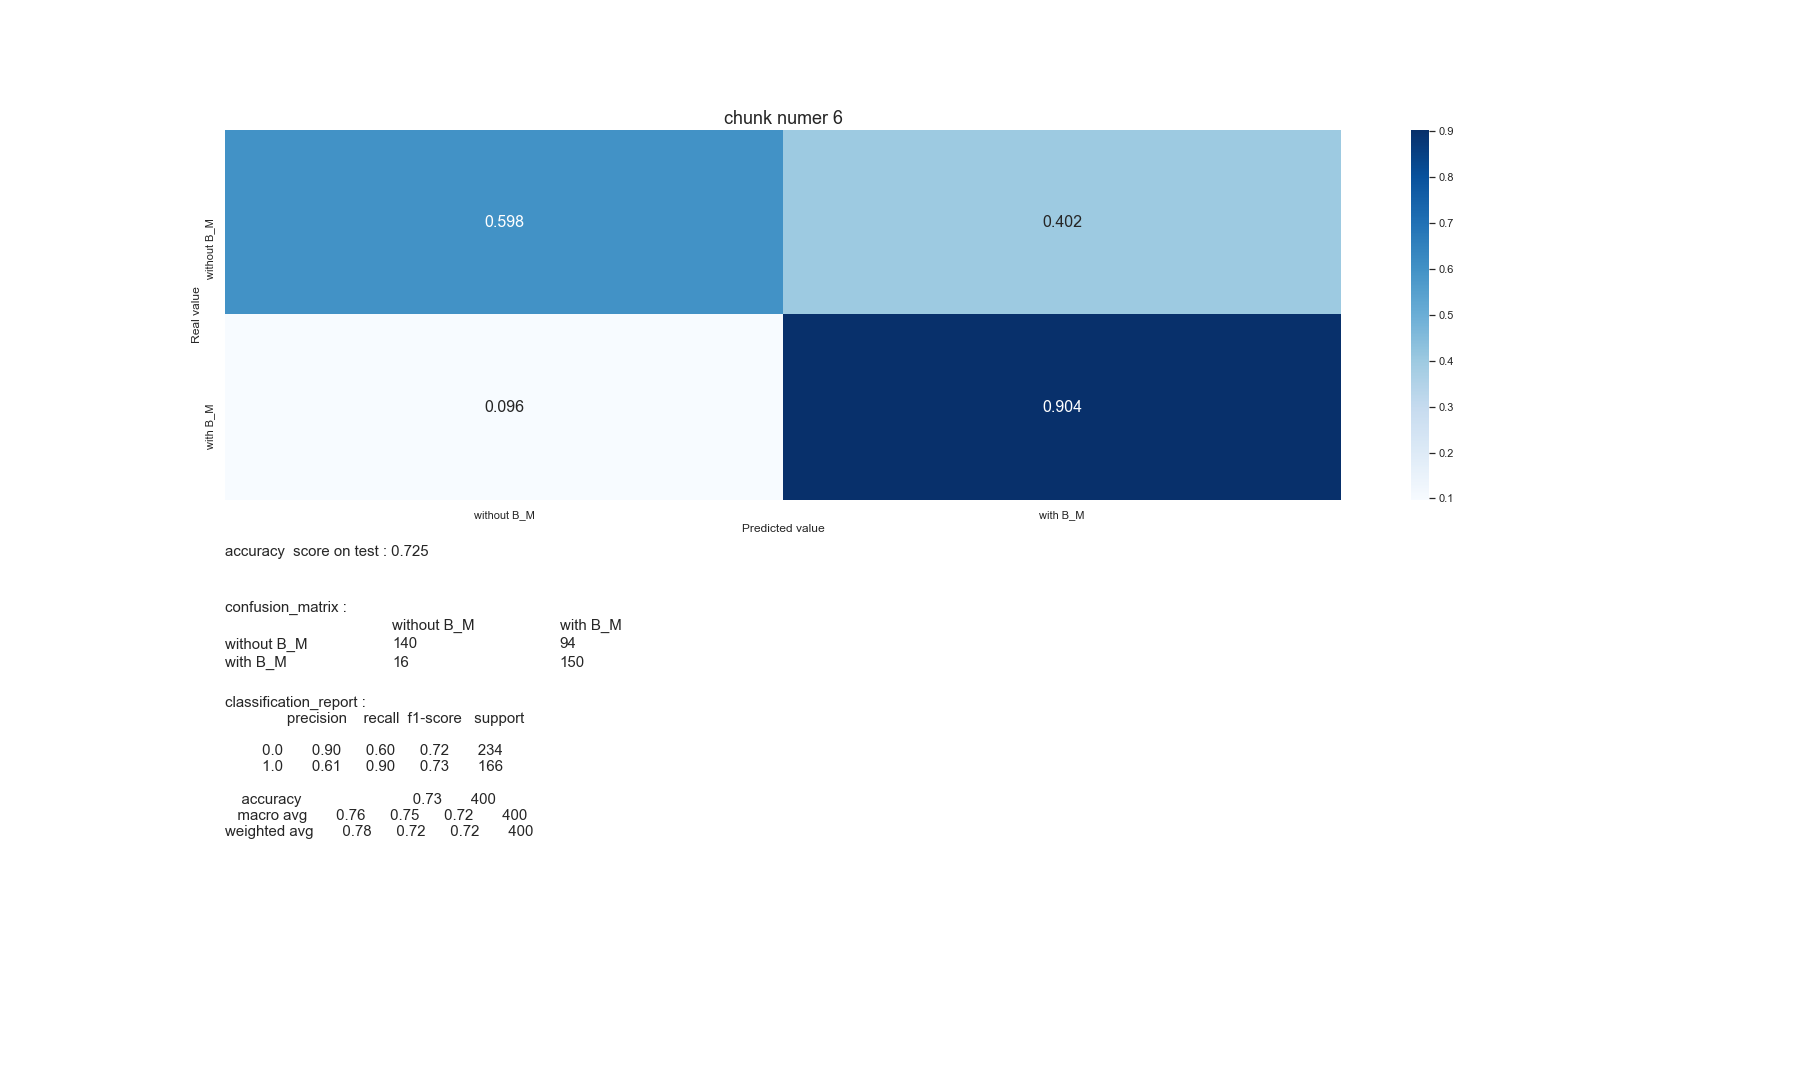 chunk numer 6
0.598 0.402
0.096 0.904
without B_M
with B_M
Real value
without B_M with B_M
Predicted value
0.9
0.8
0.7
0.6
0.5
0.4
0.3
0.2
0.1
accuracy  score on test : 0.725
confusion_matrix :
without B_M with B_M
without B_M 140 94
with B_M 16 150
classification_report :
precision recall f1-score support
0.0 0.90 0.60 0.72 234
1.0 0.61 0.90 0.73 166
accuracy 0.73 400
macro avg 0.76 0.75 0.72 400
weighted avg 0.78 0.72 0.72 400